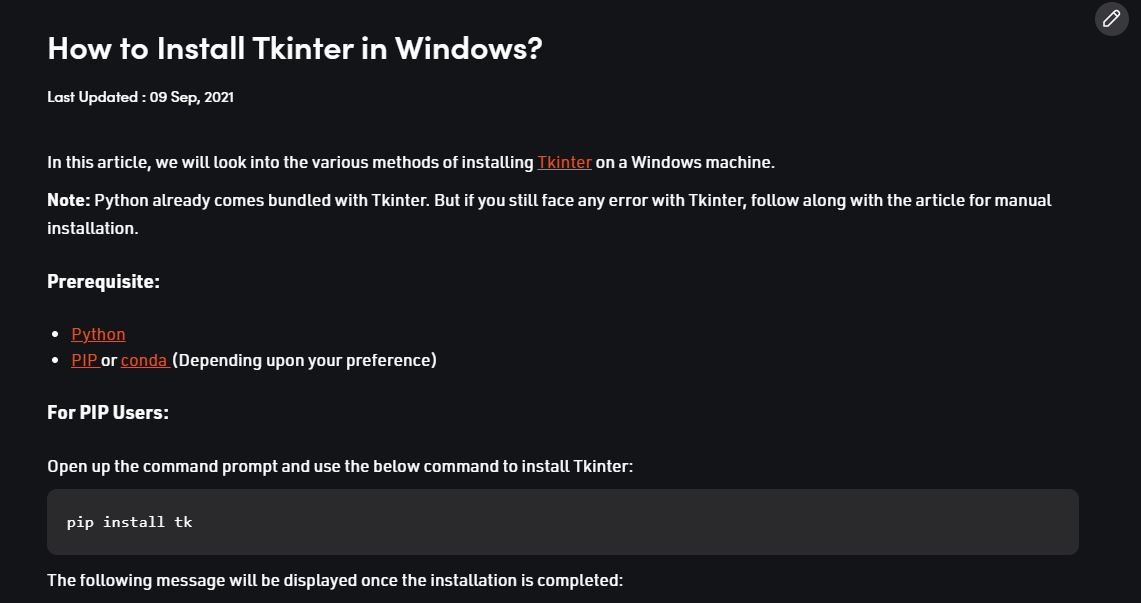 How to Install Tkinter in Windows?
Last Updated : 09 Sep, 2021
In this article, we will look into the various methods of installing Tkinter on a Windows machine.
Note: Python already comes bundled with Tkinter. But if you still face any error with Tkinter, follow along with the article for manual
installation.
Prerequisite:
Python
PIP or conda (Depending upon your preference)
For PIP Users:
Open up the command prompt and use the below command to install Tkinter:
pip install tk
The following message will be displayed once the installation is completed: